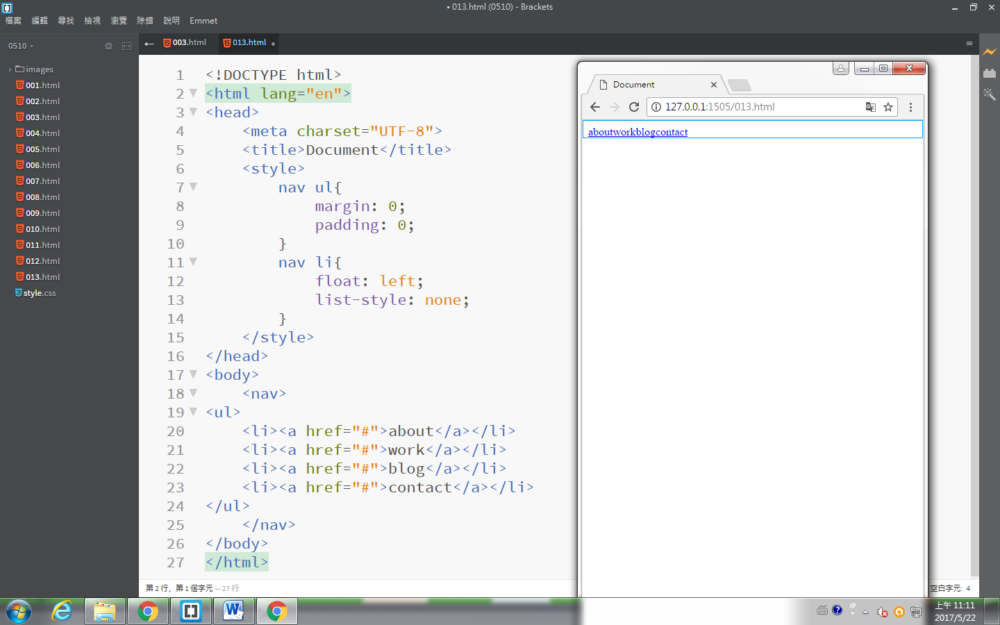 • 013.html (0510) - Brackets
檔案 編輯 尋找 檢視 瀏覽 除錯 說明 Emmet
0510
images
001.html
002.html
003.html
004.html
005.html
006.html
007.html
008.html
009.html
010.html
011.html
012.html
013.html
style.css
003.html 013.html
1 <!DOCTYPE html>
2 <html lang="en">
3 <head>
4 <meta charset="UTF-8">
5 <title>Document</title>
6 <style>
7 nav ul{
8 margin: 0;
9 padding: 0;
10 }
11 nav li{
12 float: left;
13 list-style: none;
14 }
15 </style>
16 </head>
17 <body>
18 <nav>
19 <ul>
20 <li><a href="#">about</a></li>
21 <li><a href="#">work</a></li>
22 <li><a href="#">blog</a></li>
23 <li><a href="#">contact</a></li>
24 </ul>
25 </nav>
26 </body>
27 </html>
第 2 行，第 1 個字元 — 27 行
空白字元: 4
Document
127.0.0.1:1505/013.html
aboutworkblogcontact
上午 11:11
2017/5/22